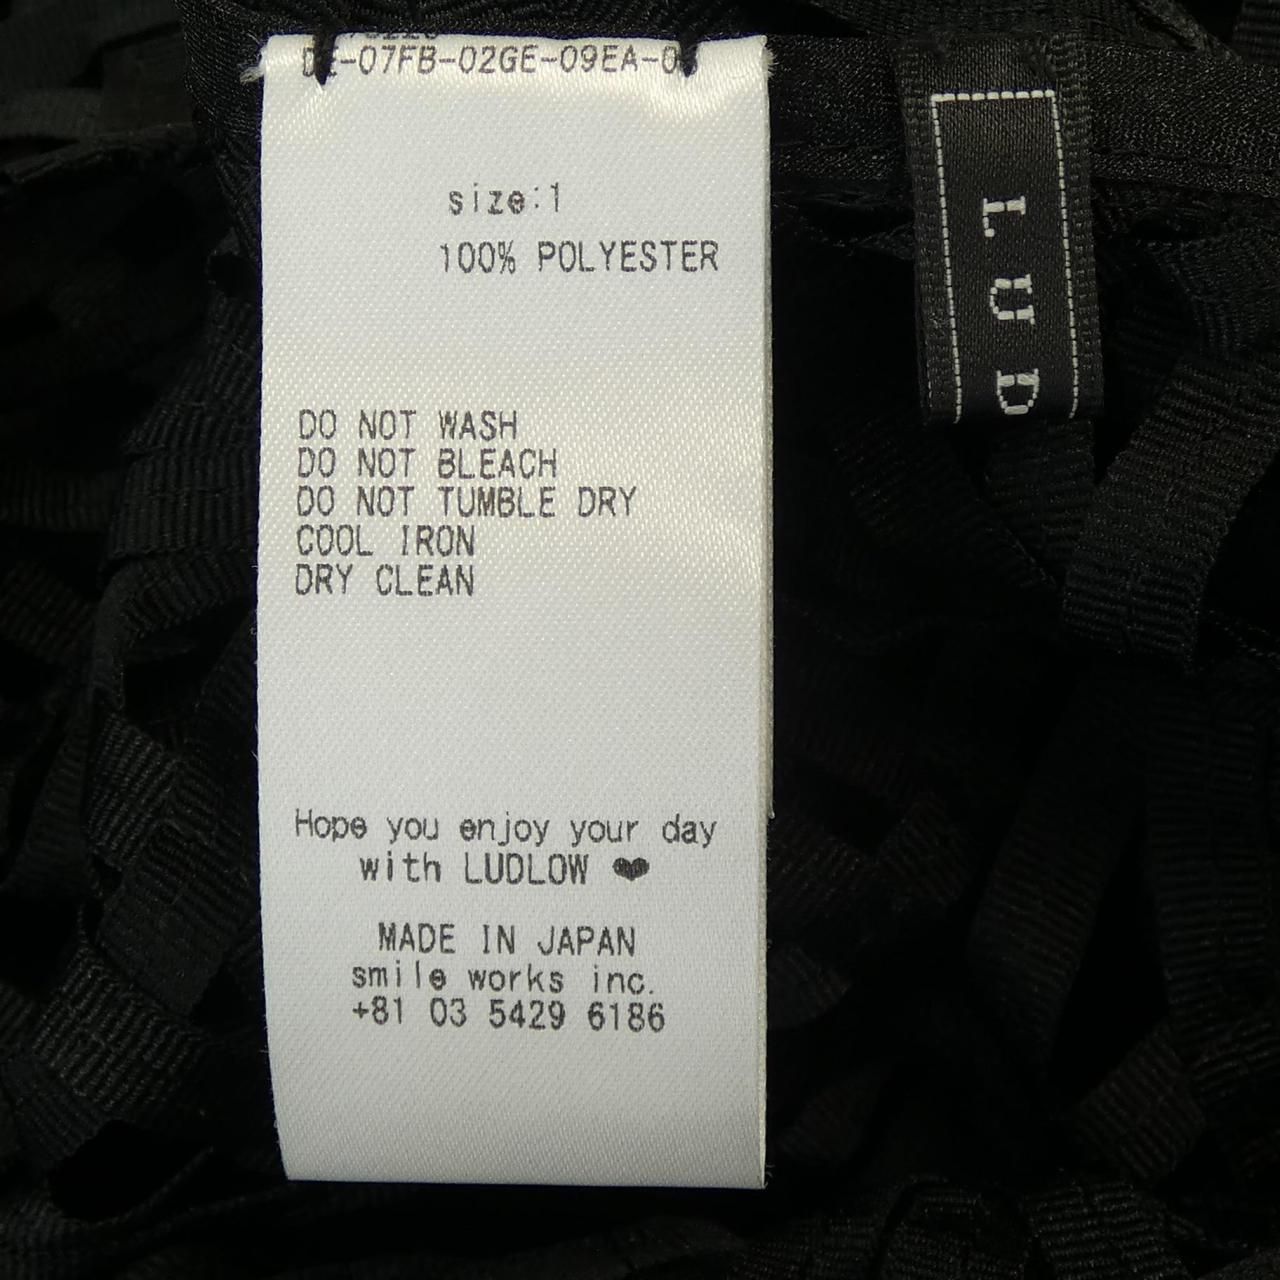 -07FB-02GE-09EA-0
size:1
100% POLYESTER
DO NOT WASH
DO NOT BLEACH
DO NOT TUMBLE DRY
COOL IRON
DRY CLEAN
Hope you enjoy your day
with LUDLOW ♥
MADE IN JAPAN
smile works inc.
+81 03 5429 6186
LUD